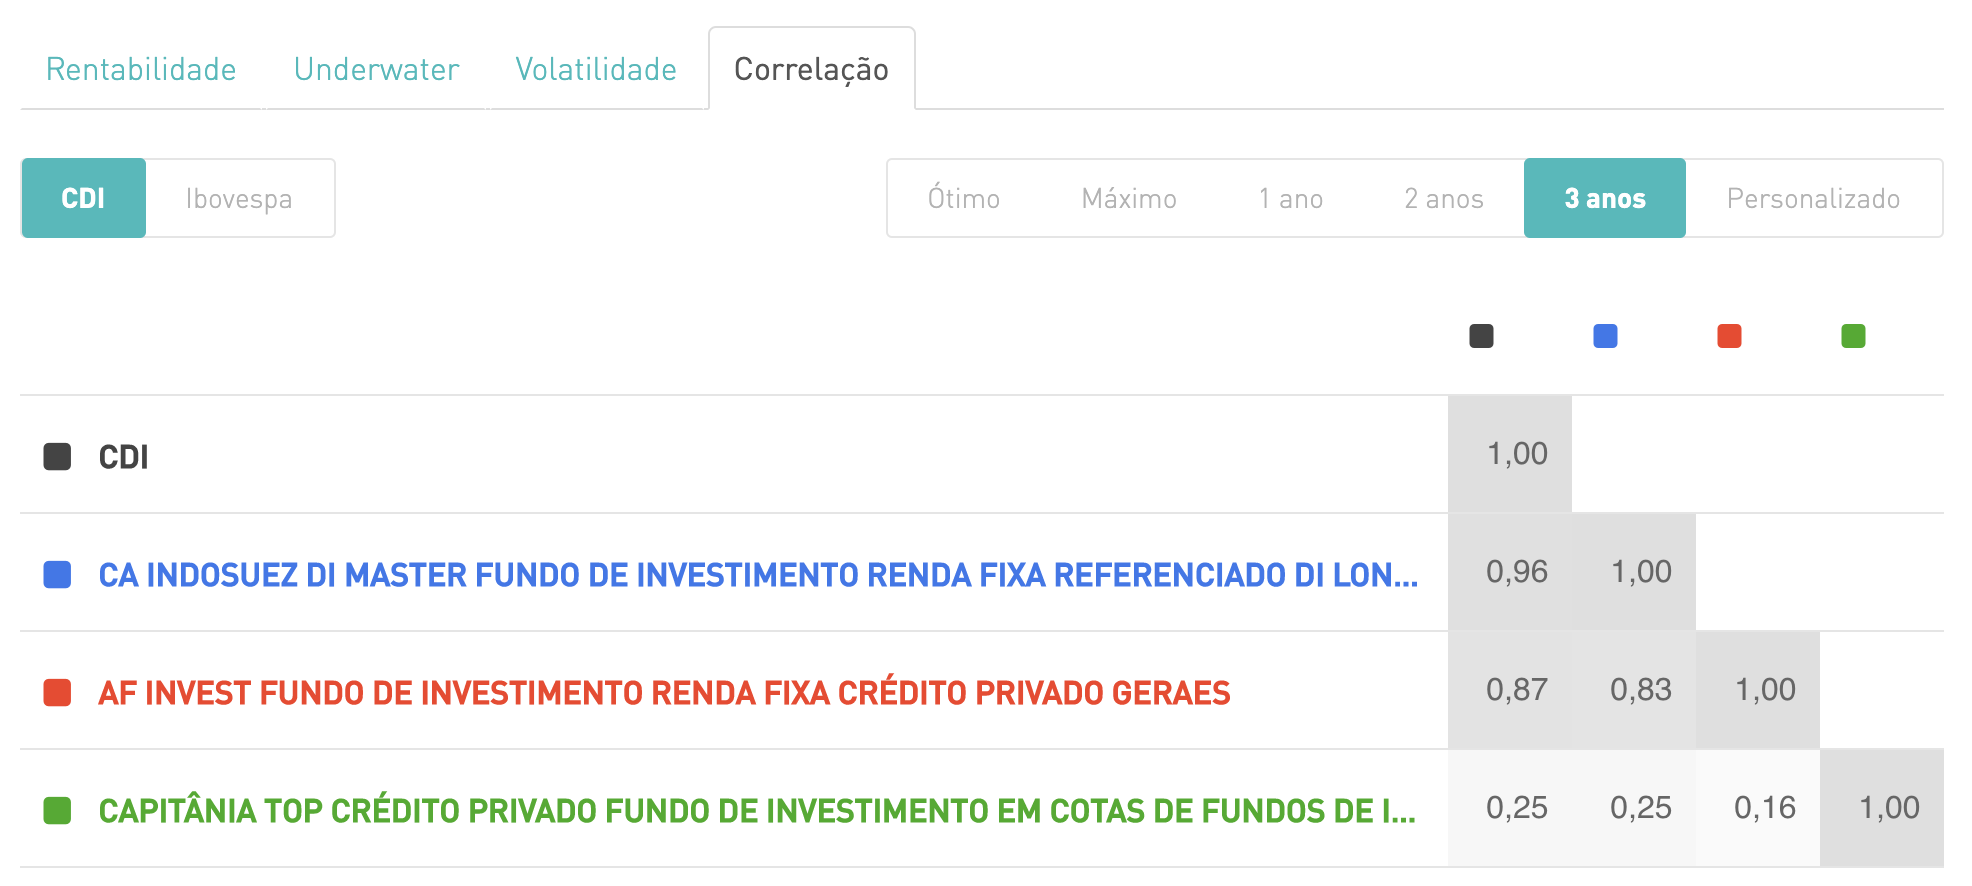 Rentabilidade Underwater Volatilidade Correlação
CDI Ibovespa Ótimo Máximo 1 ano 2 anos 3 anos Personalizado
CDI 1,00
CA INDOSUEZ DI MASTER FUNDO DE INVESTIMENTO RENDA FIXA REFERENCIADO DI LON... 0,96 1,00
AF INVEST FUNDO DE INVESTIMENTO RENDA FIXA CRÉDITO PRIVADO GERAES 0,87 0,83 1,00
CAPITÂNIA TOP CRÉDITO PRIVADO FUNDO DE INVESTIMENTO EM COTAS DE FUNDOS DE I... 0,25 0,25 0,16 1,00